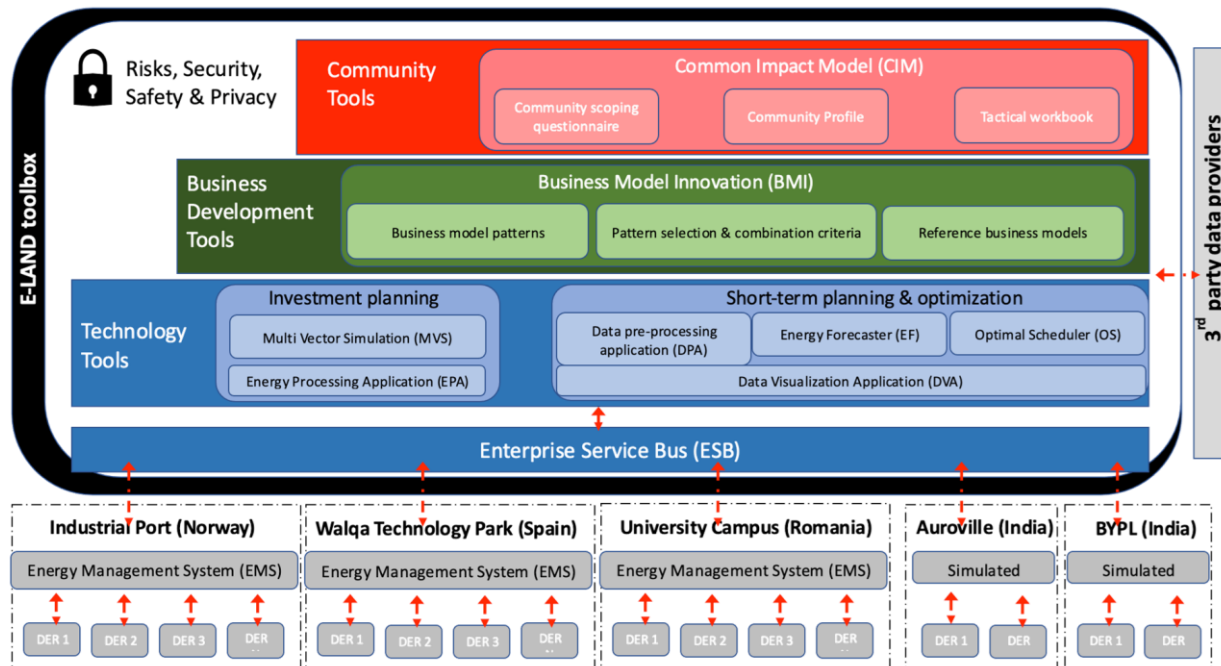 E-LAND toolbox
Risks, Security,
Safety & Privacy
Community
Tools
Common Impact Model (CIM)
Community scoping
questionnaire
Community Profile
Tactical workbook
Business
Development
Tools
Business Model Innovation (BMI)
Business model patterns
Pattern selection & combination criteria
Reference business models
Technology
Tools
Investment planning
Multi Vector Simulation (MVS)
Energy Processing Application (EPA)
Short-term planning & optimization
Data pre-processing
application (DPA)
Energy Forecaster (EF)
Optimal Scheduler (OS)
Data Visualization Application (DVA)
Enterprise Service Bus (ESB)
3rd party data providers
Industrial Port (Norway)
Energy Management System (EMS)
DER 1
DER 2
DER 3
DER
Walqa Technology Park (Spain)
Energy Management System (EMS)
DER 1
DER 2
DER 3
DER
University Campus (Romania)
Energy Management System (EMS)
DER 1
DER 2
DER 3
DER
Auroville (India)
Simulated
DER 1
DER
BYPL (India)
Simulated
DER 1
DER